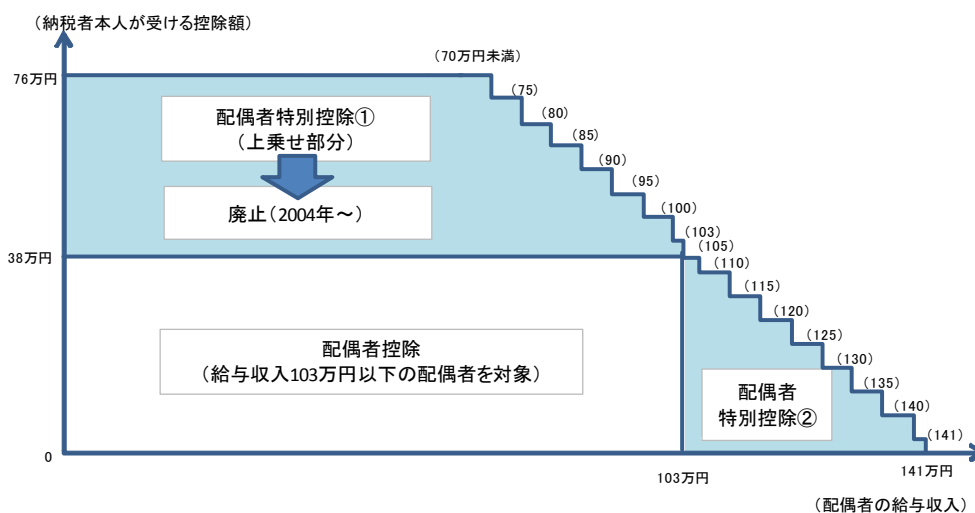 (納税者本人が受ける控除額)
(70万円未満)
76万円
(75)
(80)
(85)
(90)
(95)
(100)
(103)
(105)
(110)
(115)
(120)
(125)
(130)
(135)
(140)
(141)
配偶者特別控除①
(上乗せ部分)
廃止(2004年～)
38万円
配偶者控除
(給与収入103万円以下の配偶者を対象)
配偶者
特別控除②
0
103万円
141万円
(配偶者の給与収入)